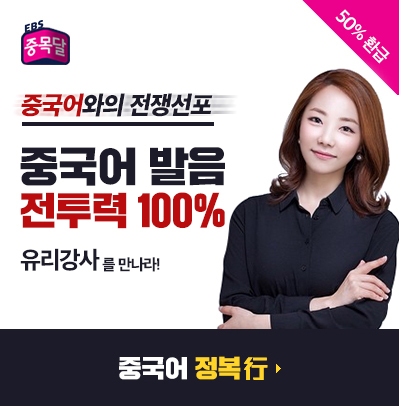 EBS
중목달
50% 환급
중국어와의 전쟁선포
중국어 발음
전투력 100%
유리강사 를 만나라!
중국어 정복行